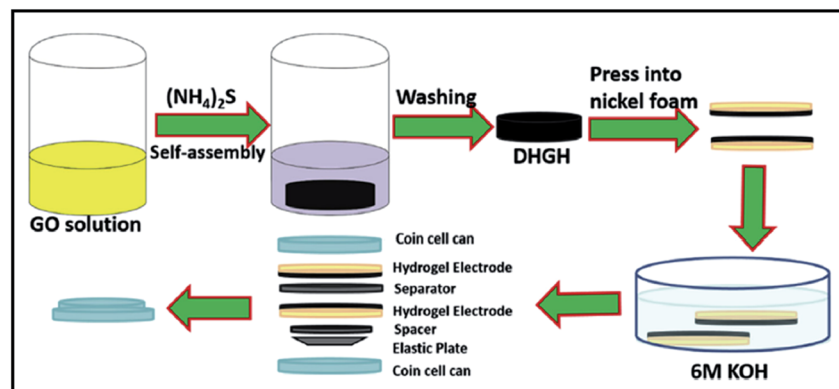 (NH₄)₂S
Self-assembly
GO solution
Washing
DHGH
Press into
nickel foam
6M KOH
Coin cell can
Hydrogel Electrode
Separator
Hydrogel Electrode
Spacer
Elastic Plate
Coin cell can